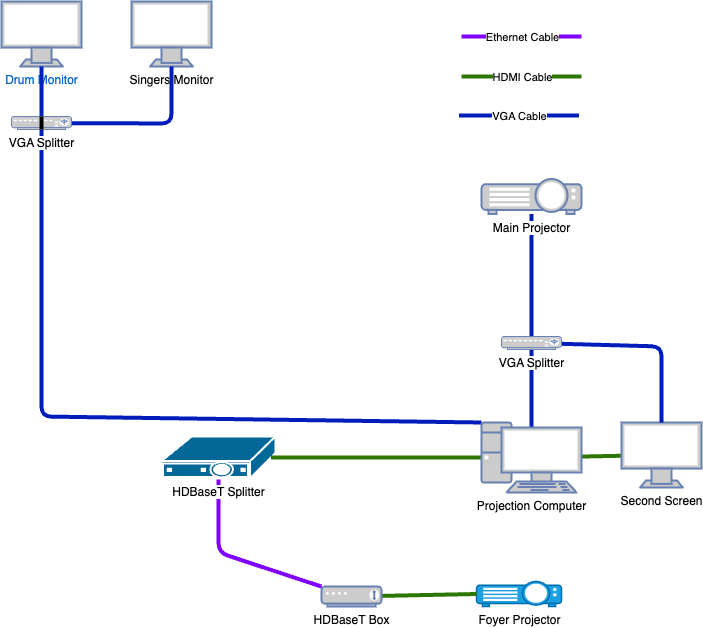 Ethernet Cable
Drum Monitor
Singers Monitor
HDMI Cable
VGA Cable
VGA Splitter
Main Projector
VGA Splitter
HDBaseT Splitter
Projection Computer
Second Screen
HDBaseT Box
Foyer Projector